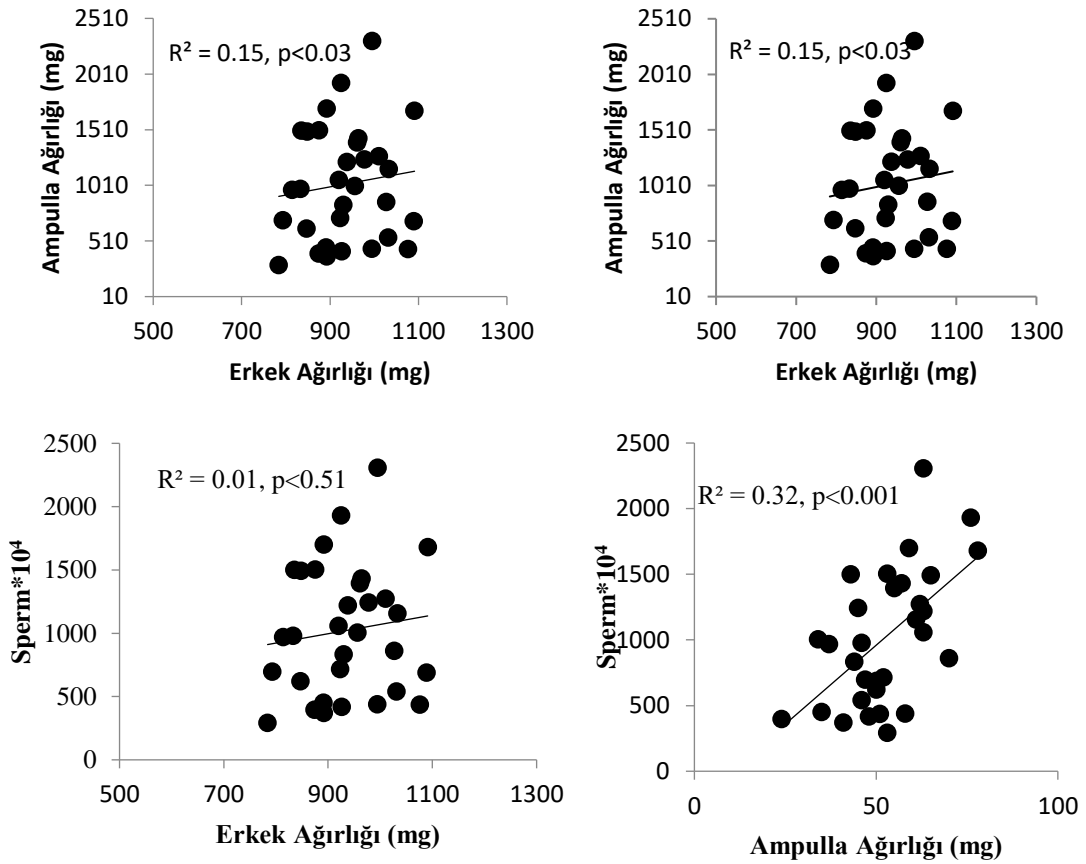 2510
2010
1510
1010
510
10
Ampulla Ağırlığı (mg)
R² = 0.15, p<0.03
500 700 900 1100 1300
Erkek Ağırlığı (mg)
2510
2010
1510
1010
510
10
Ampulla Ağırlığı (mg)
R² = 0.15, p<0.03
500 700 900 1100 1300
Erkek Ağırlığı (mg)
2500
2000
1500
1000
500
0
Sperm*10⁴
R² = 0.01, p<0.51
500 700 900 1100 1300
Erkek Ağırlığı (mg)
2500
2000
1500
1000
500
0
Sperm*10⁴
R² = 0.32, p<0.001
0 50 100
Ampulla Ağırlığı (mg)